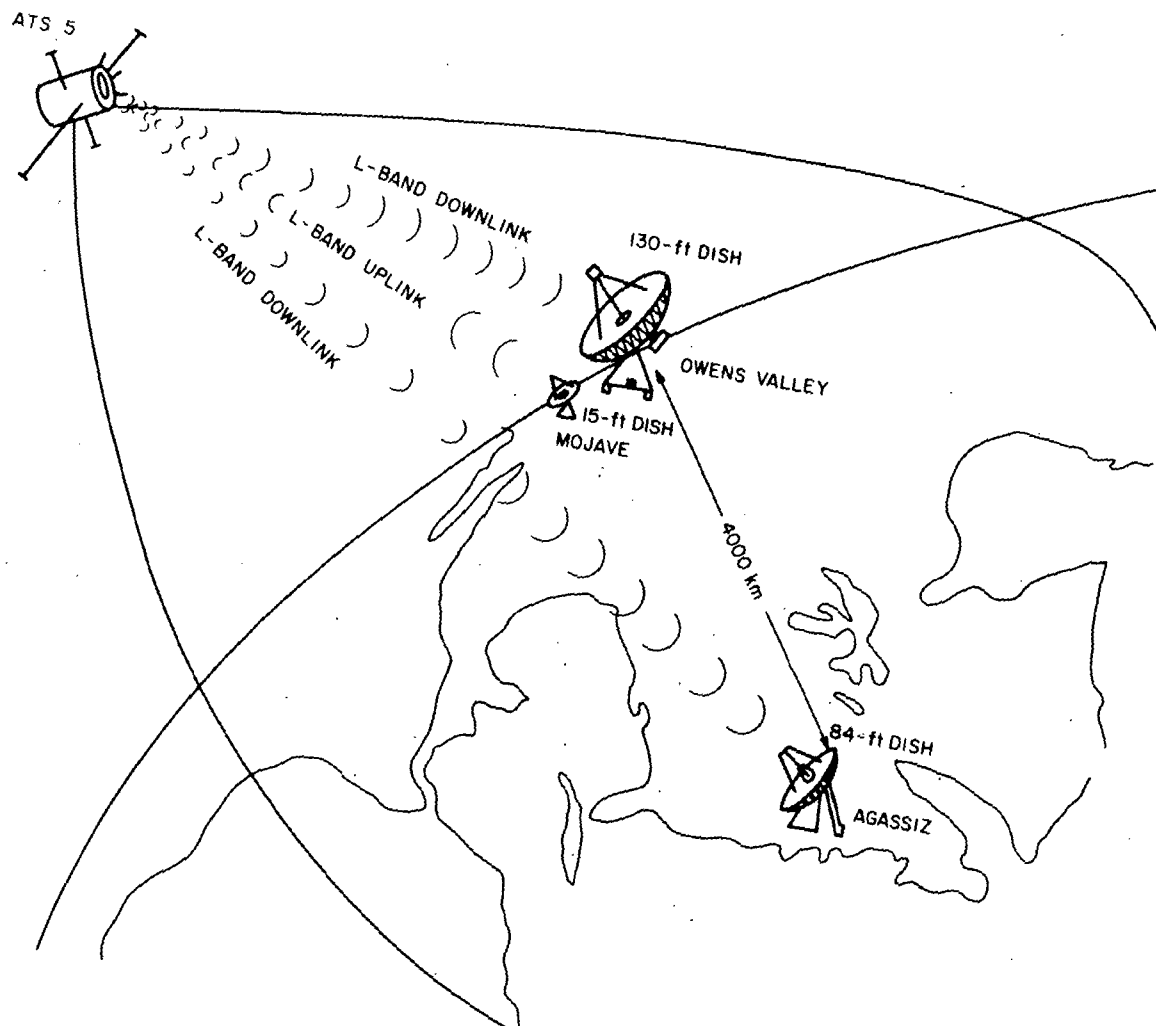 ATS 5
L-BAND DOWNLINK
L-BAND UPLINK
L-BAND DOWNLINK
130-ft DISH
OWENS VALLEY
15-ft DISH
MOJAVE
4000 km
84-ft DISH
AGASSIZ